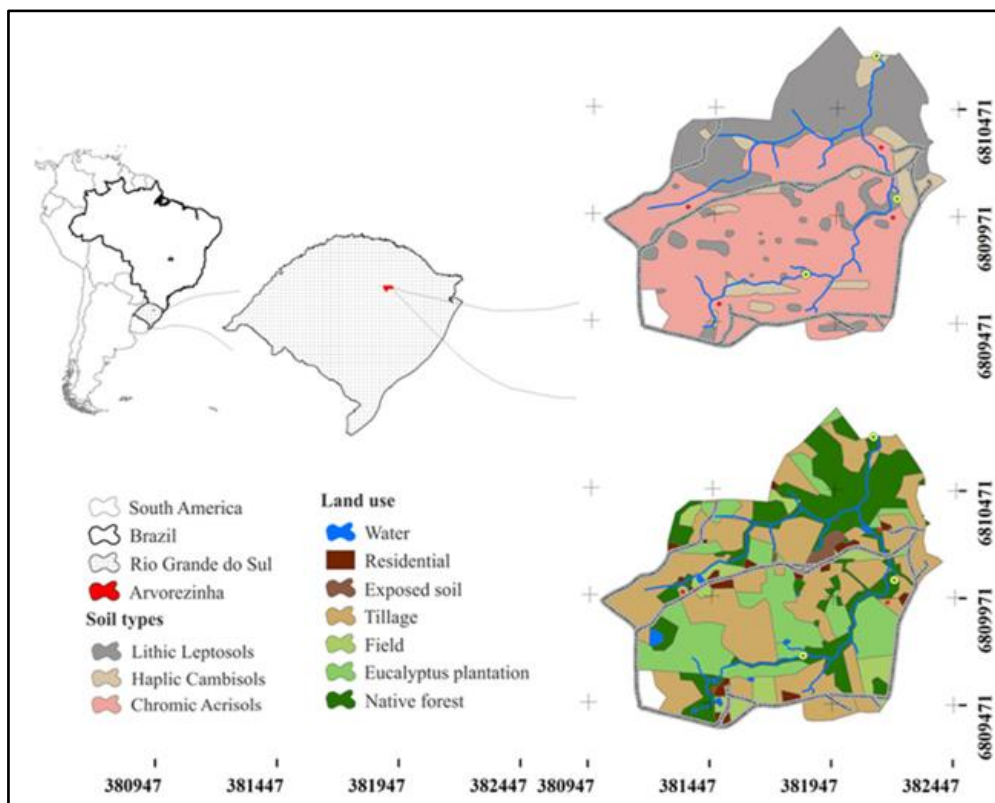 6810471
6809971
6809471
South America
Brazil
Rio Grande do Sul
Arvorezinha
Soil types
Lithic Leptosols
Haplic Cambisols
Chromic Acrisols
Land use
Water
Residential
Exposed soil
Tillage
Field
Eucalyptus plantation
Native forest
6810471
6809971
6809471
380947
381447
381947
382447
380947
381447
381947
382447